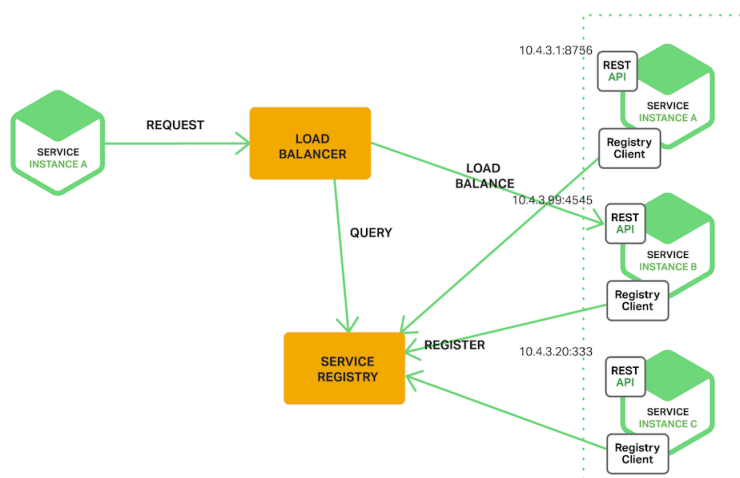 10.4.3.1:8756
REST
API
SERVICE
INSTANCE A
Registry
Client
SERVICE
INSTANCE A
REQUEST
LOAD
BALANCER
LOAD
BALANCE
10.4.3.99:4545
REST
API
SERVICE
INSTANCE B
Registry
Client
QUERY
SERVICE
REGISTRY
REGISTER
10.4.3.20:333
REST
API
SERVICE
INSTANCE C
Registry
Client